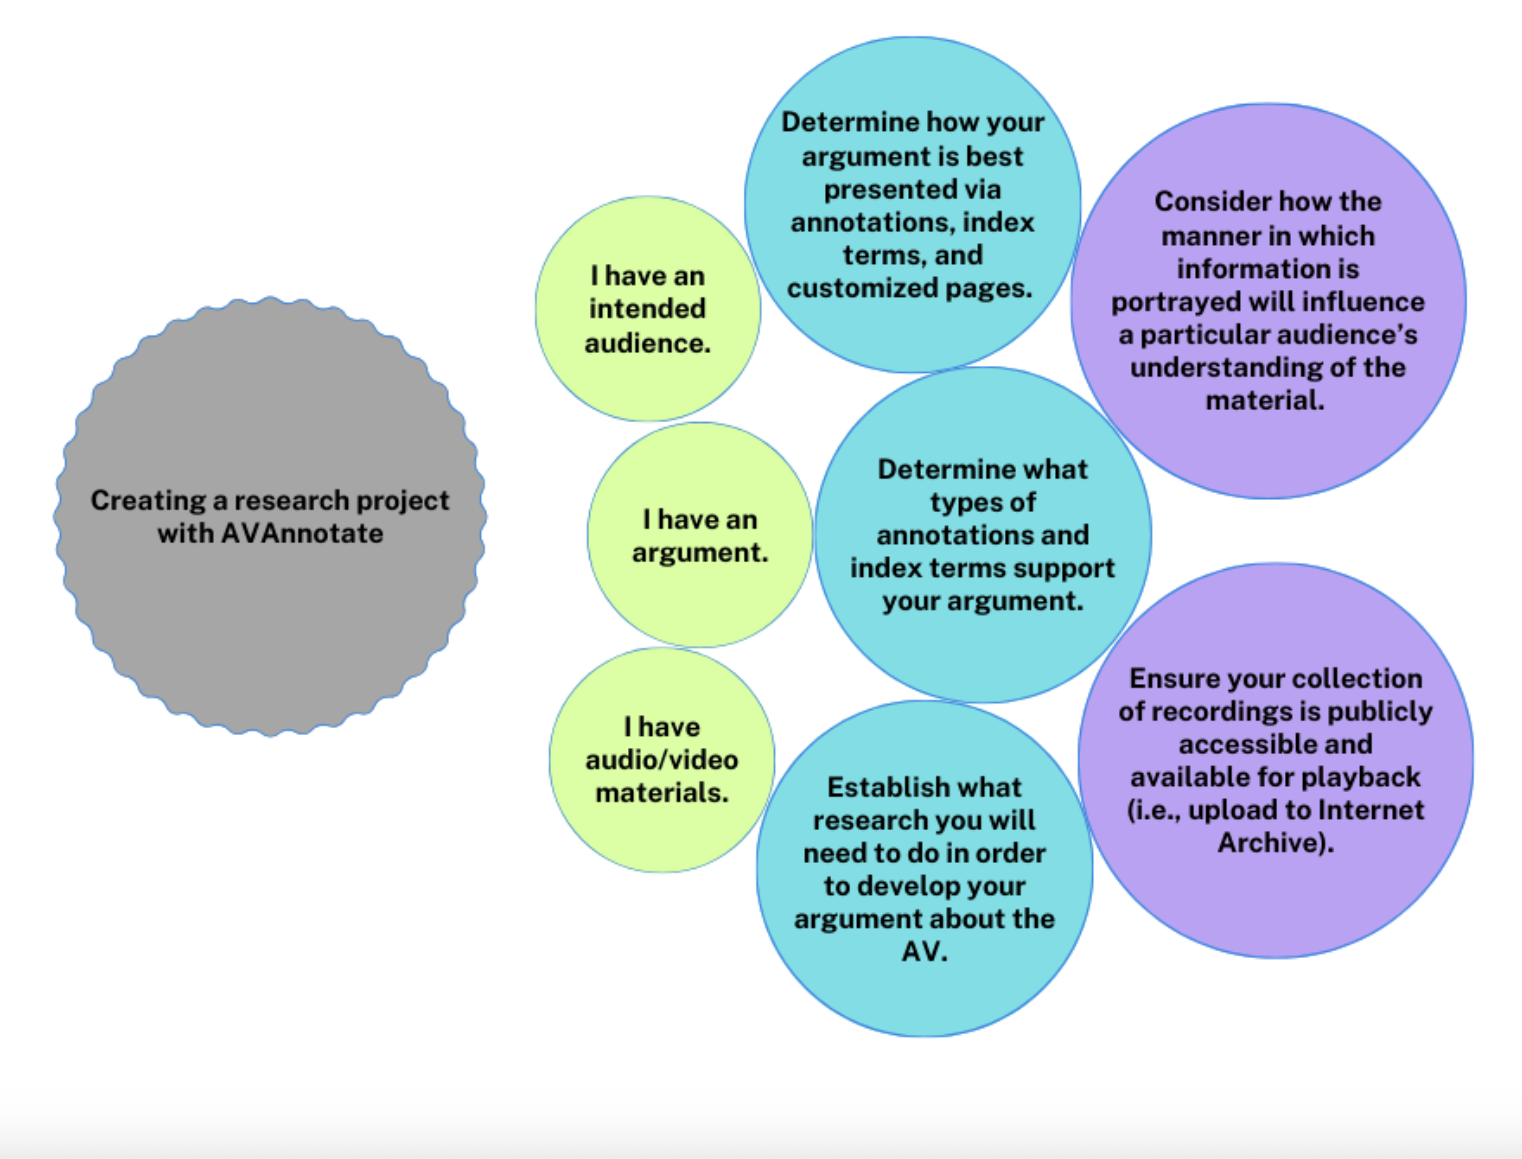 Creating a research project
with AVAnnotate
I have an
intended
audience.
I have an
argument.
I have
audio/video
materials.
Determine how your
argument is best
presented via
annotations, index
terms, and
customized pages.
Determine what
types of
annotations and
index terms support
your argument.
Establish what
research you will
need to do in order
to develop your
argument about the
AV.
Consider how the
manner in which
information is
portrayed will influence
a particular audience’s
understanding of the
material.
Ensure your collection
of recordings is publicly
accessible and
available for playback
(i.e., upload to Internet
Archive).